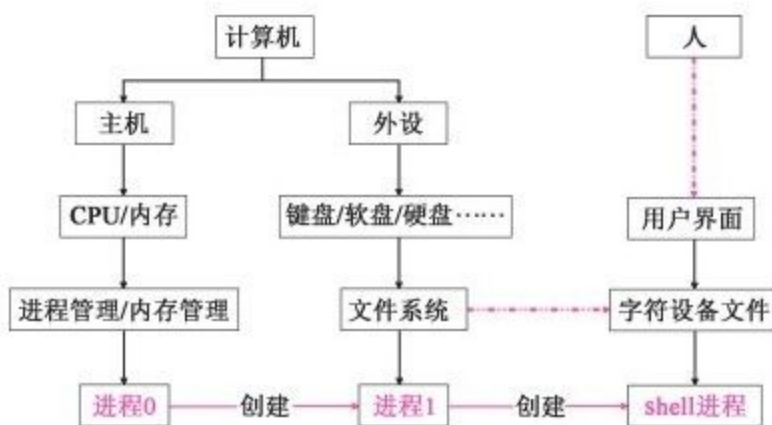 计算机
人
主机
外设
CPU/内存
键盘/软盘/硬盘……
用户界面
进程管理/内存管理
文件系统
字符设备文件
进程0
创建
进程1
创建
shell进程